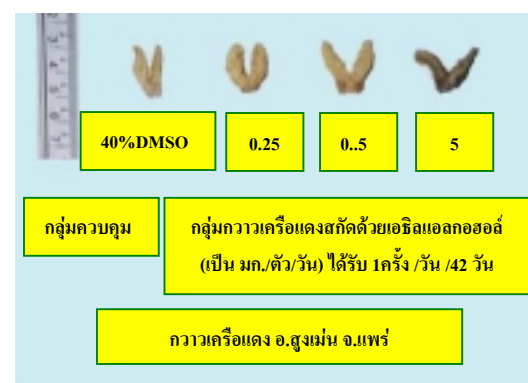 40%DMSO
0.25
0..5
5
กลุ่มควบคุม
กลุ่มกวาวเครือแดงสกัดด้วยเอธิลแอลกอฮอล์
(เป็น มก./ตัว/วัน) ได้รับ 1ครั้ง /วัน /42 วัน
กวาวเครือแดง อ.สูงเม่น จ.แพร่